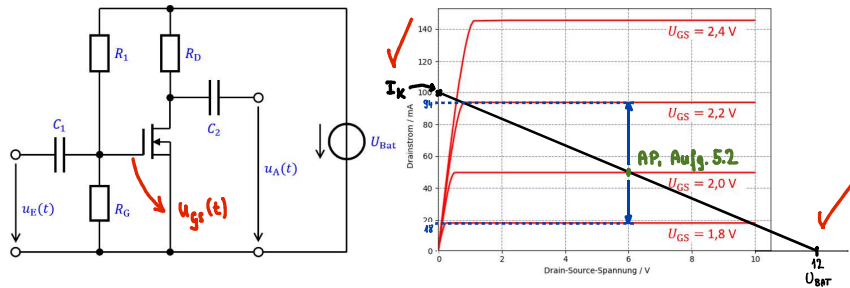 R1
RD
C1
C2
UBat
uA(t)
uE(t)
RG
ugs(t)
IK
Drainstrom / mA
140
120
100
94
80
60
40
20
18
0
0
2
4
6
8
10
12
UBAT
Drain-Source-Spannung / V
UGS = 2,4 V
UGS = 2,2 V
AP, Aufg. 5.2
UGS = 2,0 V
UGS = 1,8 V